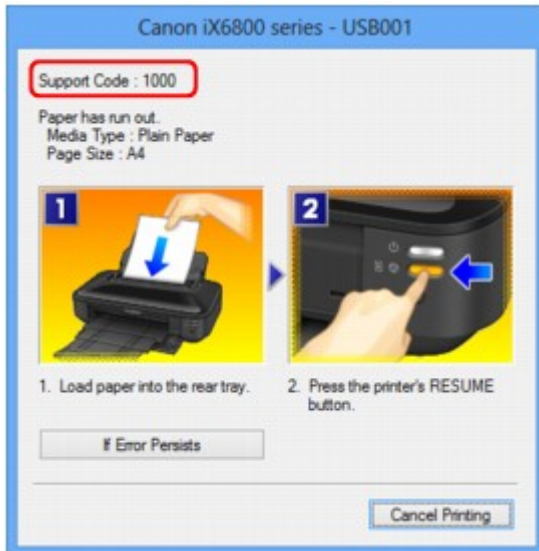 Canon iX6800 series - USB001
Support Code : 1000
Paper has run out.
Media Type : Plain Paper
Page Size : A4
1
2
1. Load paper into the rear tray.
2. Press the printer's RESUME
button.
If Error Persists
Cancel Printing